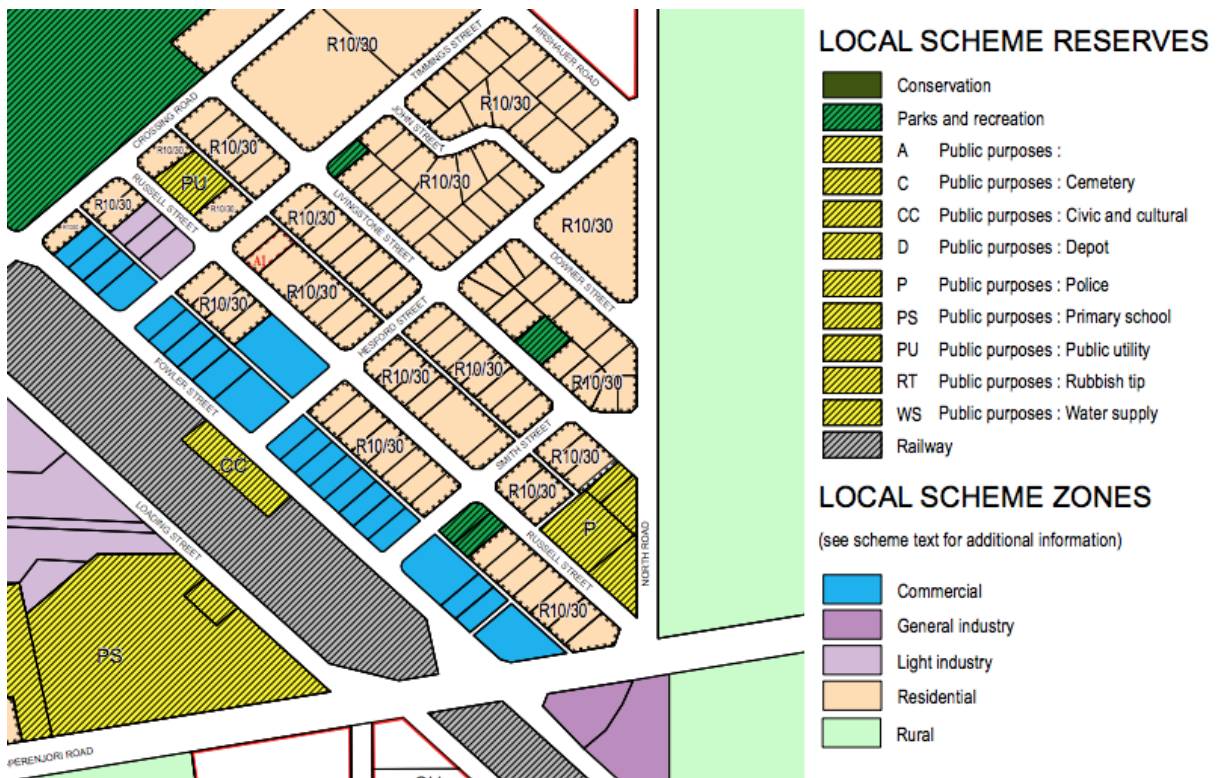 R10/30
TIMMINGS STREET
HIRSHAUER ROAD
CROSSING ROAD
R10/30
R10/30
R10/30
JOHN STREET
PU
R10/30
RUSSELL STREET
R10/30
R10/30
LIVINGSTONE STREET
R10/30
A1
DOWNER STREET
R10/30
R10/30
HESFORD STREET
FOWLER STREET
R10/30
R10/30
R10/30
R10/30
SMITH STREET
R10/30
CC
R10/30
LOADING STREET
P
RUSSELL STREET
NORTH ROAD
R10/30
PS
PERENJORI ROAD
LOCAL SCHEME RESERVES
Conservation
Parks and recreation
A Public purposes :
C Public purposes : Cemetery
CC Public purposes : Civic and cultural
D Public purposes : Depot
P Public purposes : Police
PS Public purposes : Primary school
PU Public purposes : Public utility
RT Public purposes : Rubbish tip
WS Public purposes : Water supply
Railway
LOCAL SCHEME ZONES
(see scheme text for additional information)
Commercial
General industry
Light industry
Residential
Rural